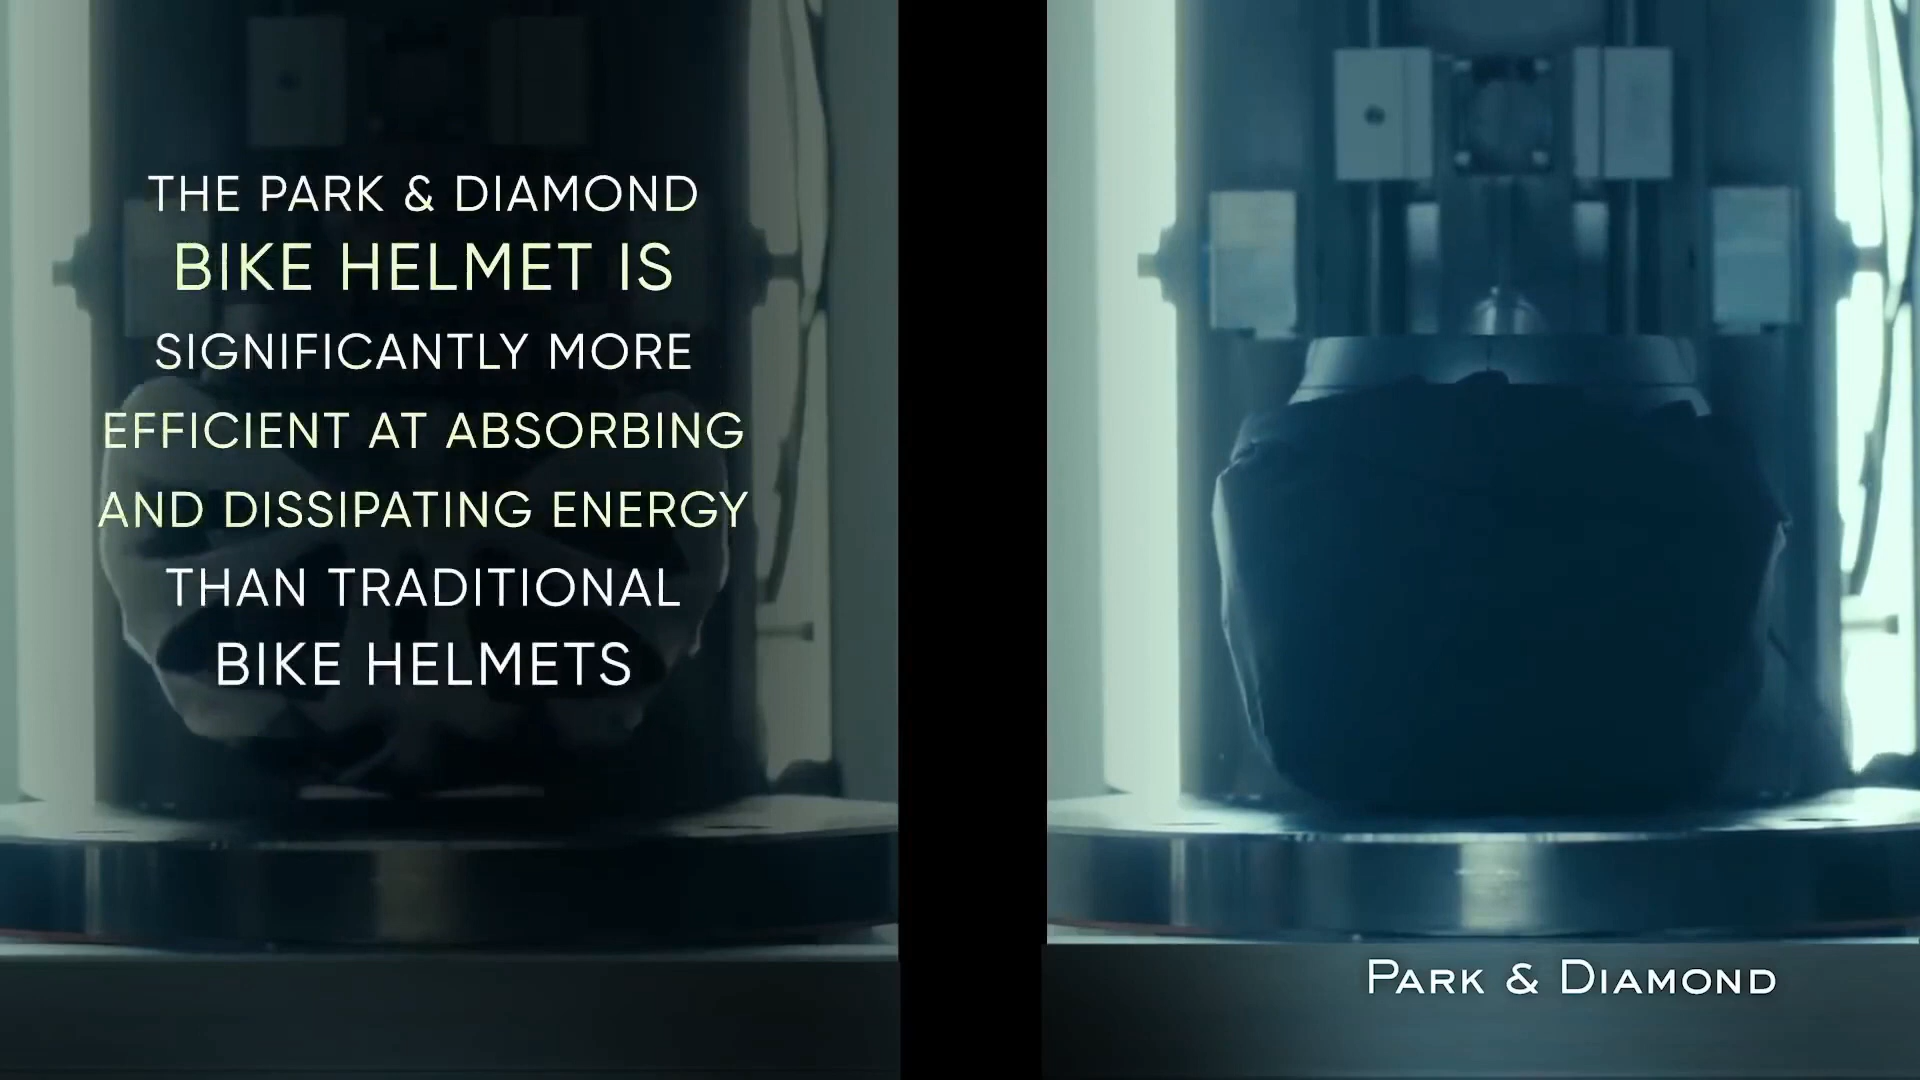 THE PARK & DIAMOND
BIKE HELMET IS
SIGNIFICANTLY MORE
EFFICIENT AT ABSORBING
AND DISSIPATING ENERGY
THAN TRADITIONAL
BIKE HELMETS
PARK & DIAMOND